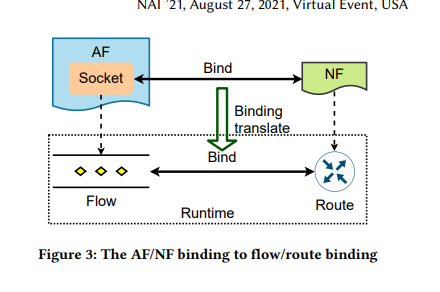 NAI '21, August 27, 2021, Virtual Event, USA
AF
Socket
Bind
NF
Binding
translate
Bind
Flow
Route
Runtime
Figure 3: The AF/NF binding to flow/route binding